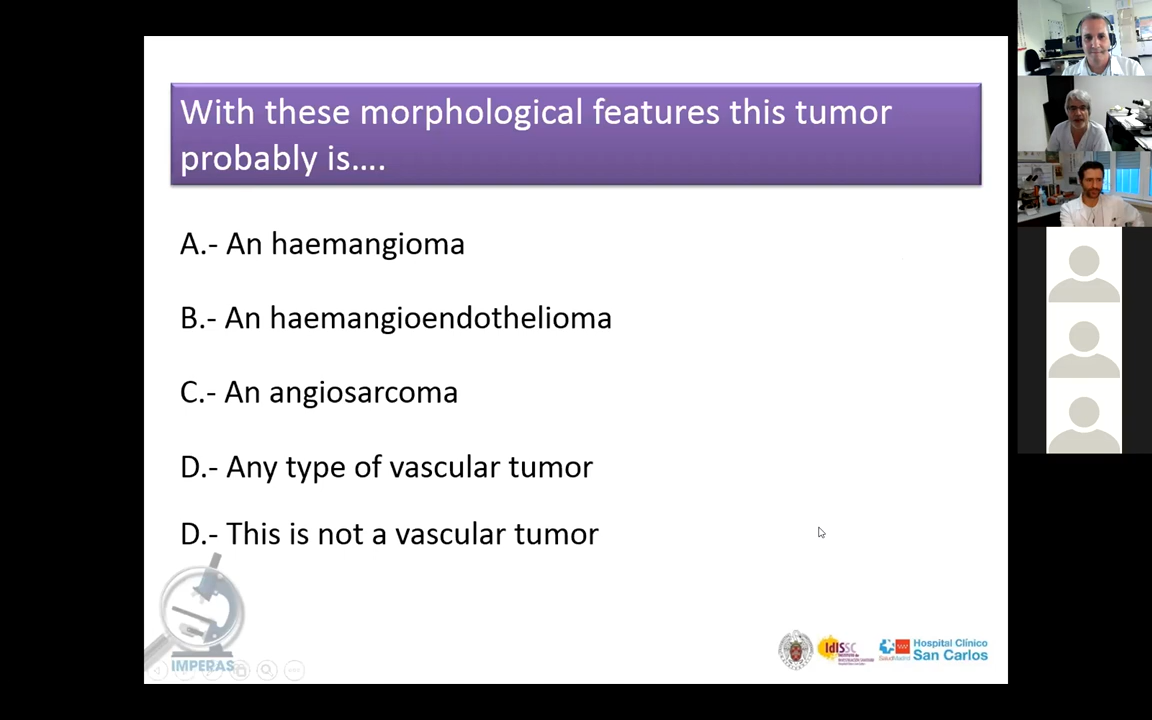 With these morphological features this tumor
probably is....
A.- An haemangioma
B.- An haemangioendothelioma
C.- An angiosarcoma
D.- Any type of vascular tumor
D.- This is not a vascular tumor
IMPERAS
IdISSC
SaludMadrid
Hospital Clínico
San Carlos